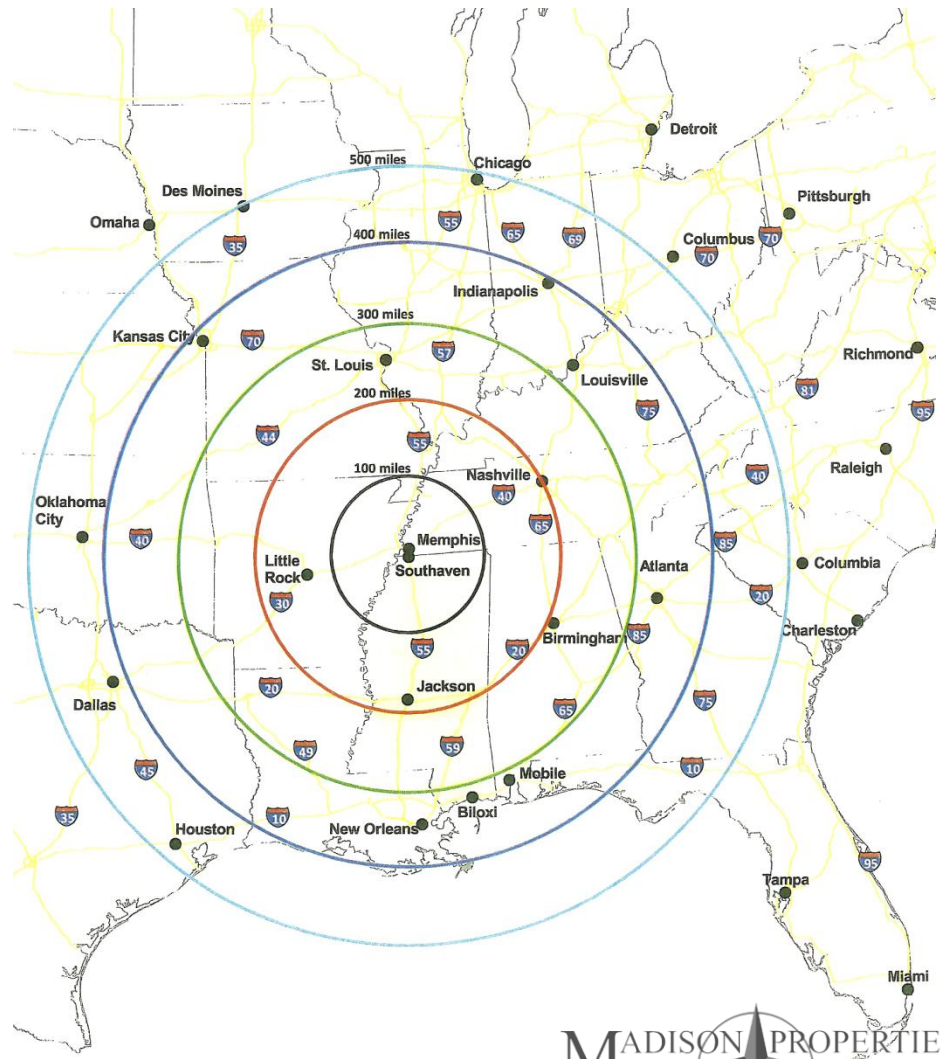 Detroit
500 miles
Chicago
Des Moines
Pittsburgh
Omaha
55
65
69
Columbus
70
70
35
400 miles
Indianapolis
300 miles
Kansas City
70
57
Richmond
St. Louis
Louisville
81
200 miles
75
95
44
55
Raleigh
100 miles
Nashville
40
40
Oklahoma
City
65
40
Memphis
85
Little
Rock
Southaven
Atlanta
Columbia
30
20
Birmingham
85
Charleston
55
20
20
Jackson
Dallas
75
65
49
59
45
10
Mobile
Biloxi
35
10
New Orleans
Houston
95
Tampa
Miami
MADISON PROPERTIE